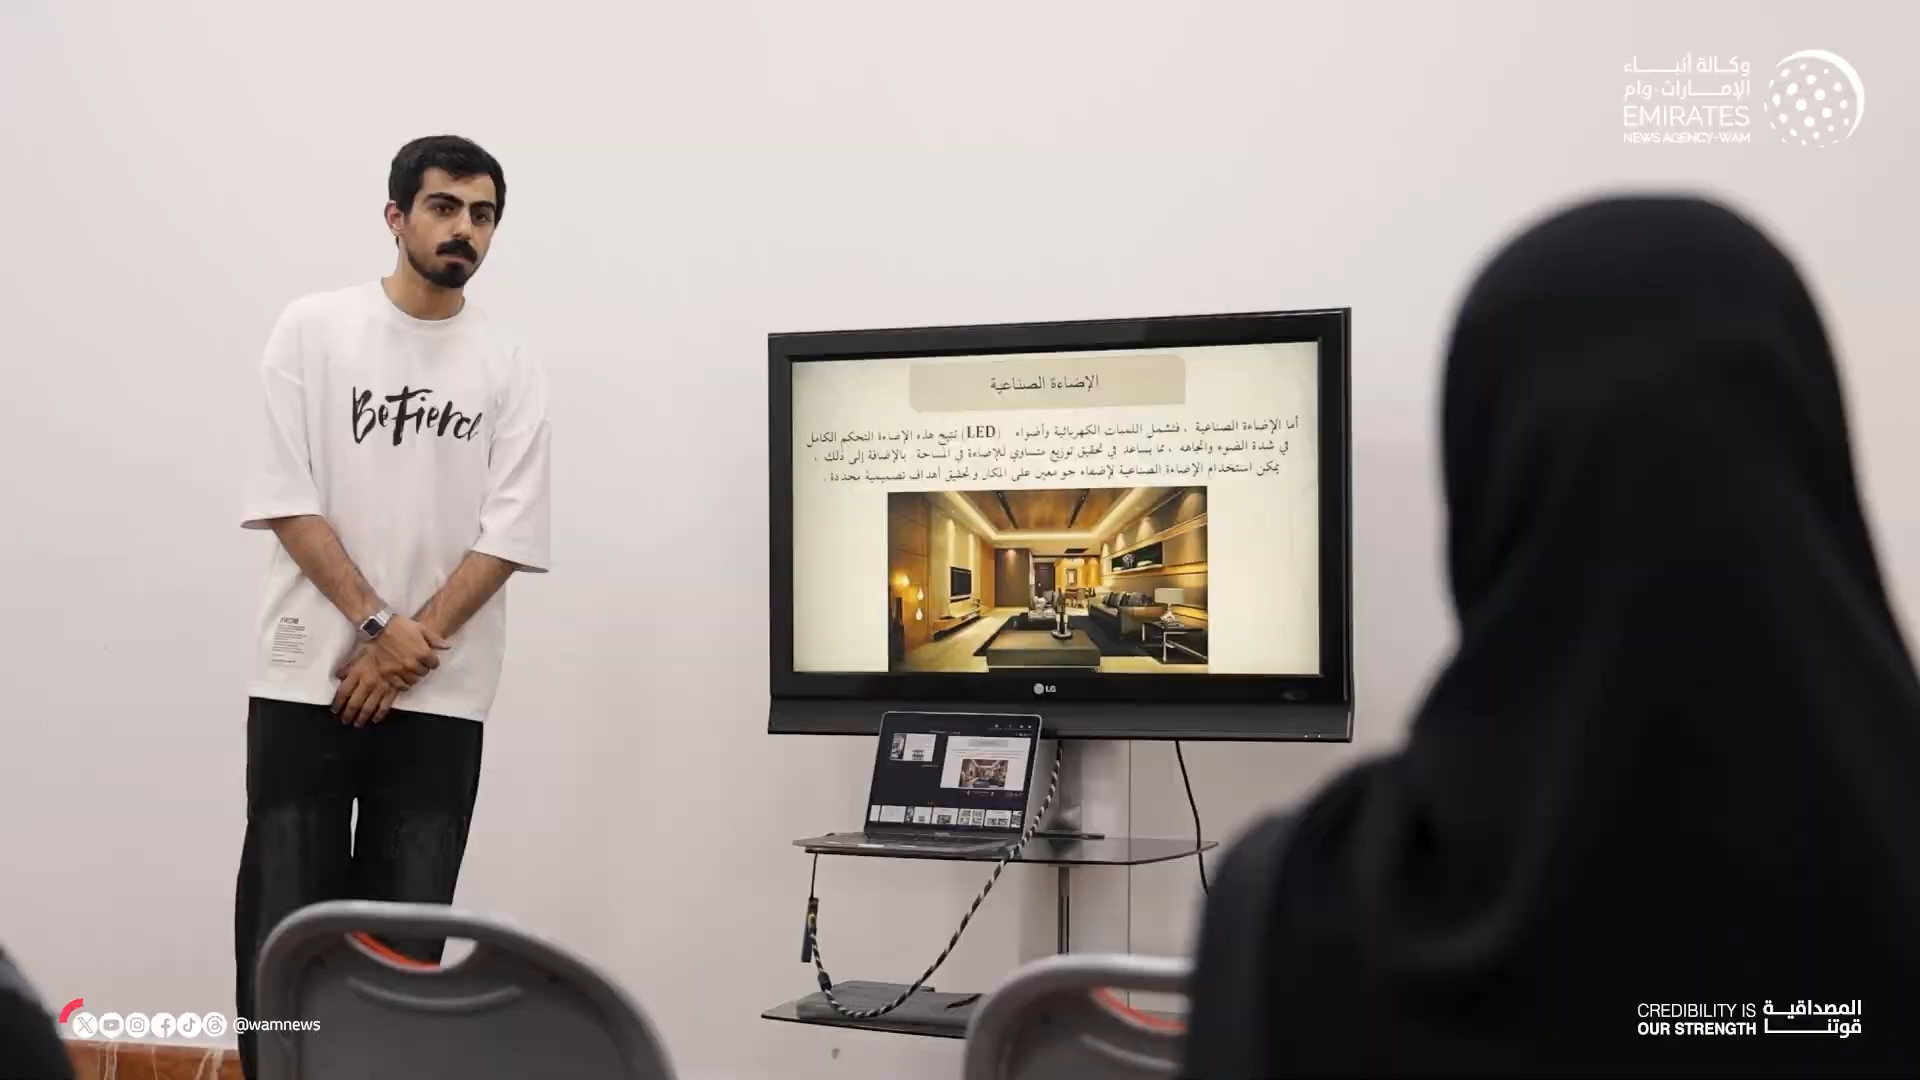 وكالة أنباء
الإمارات-وام
EMIRATES
NEWS AGENCY-WAM
BeFierce
الإضاءة الصناعية
أما الإضاءة الصناعية ، فتشمل اللمبات الكهربائية وأضواء (LED) تتيح هذه الإضاءة التحكم الكامل
في شدة الضوء واتجاهه ، مما يساعد في تحقيق توزيع متساوي للإضاءة في المساحة بالإضافة إلى ذلك ،
يمكن استخدام الإضاءة الصناعية لإضفاء جو معين على المكان وتحقيق أهداف تصميمية محددة .
LG
@wamnews
CREDIBILITY IS
OUR STRENGTH
المصداقية
قوتنا